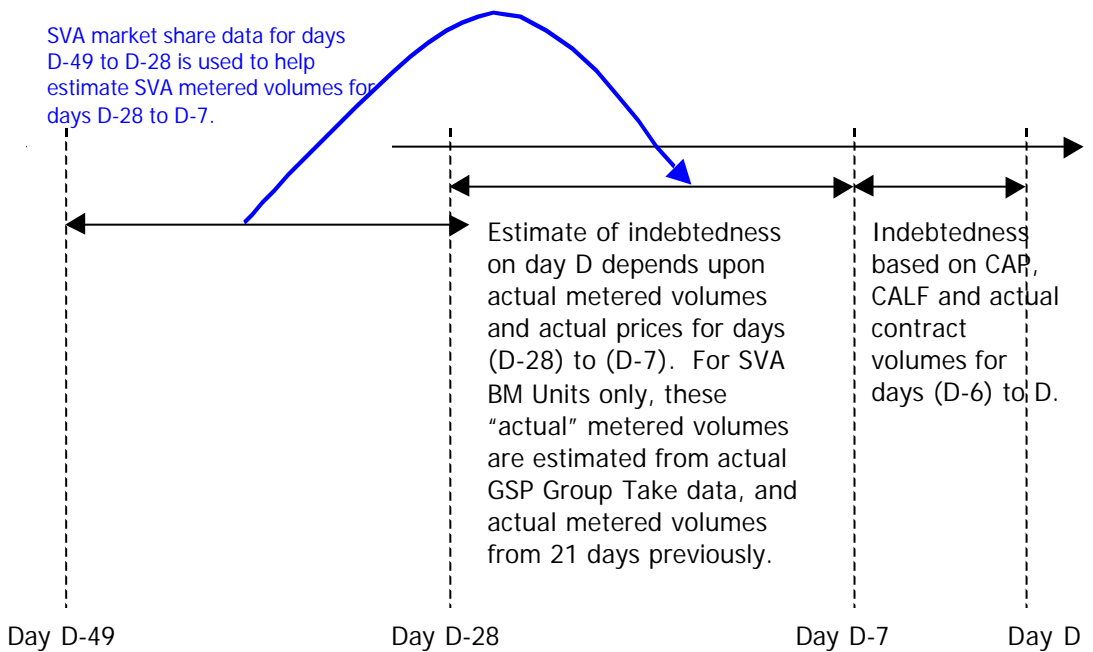 SVA market share data for days
D-49 to D-28 is used to help
estimate SVA metered volumes for
days D-28 to D-7.
Estimate of indebtedness
on day D depends upon
actual metered volumes
and actual prices for days
(D-28) to (D-7).  For SVA
BM Units only, these
“actual” metered volumes
are estimated from actual
GSP Group Take data, and
actual metered volumes
from 21 days previously.
Indebtedness
based on CAP,
CALF and actual
contract
volumes for
days (D-6) to D.
Day D-49
Day D-28
Day D-7
Day D